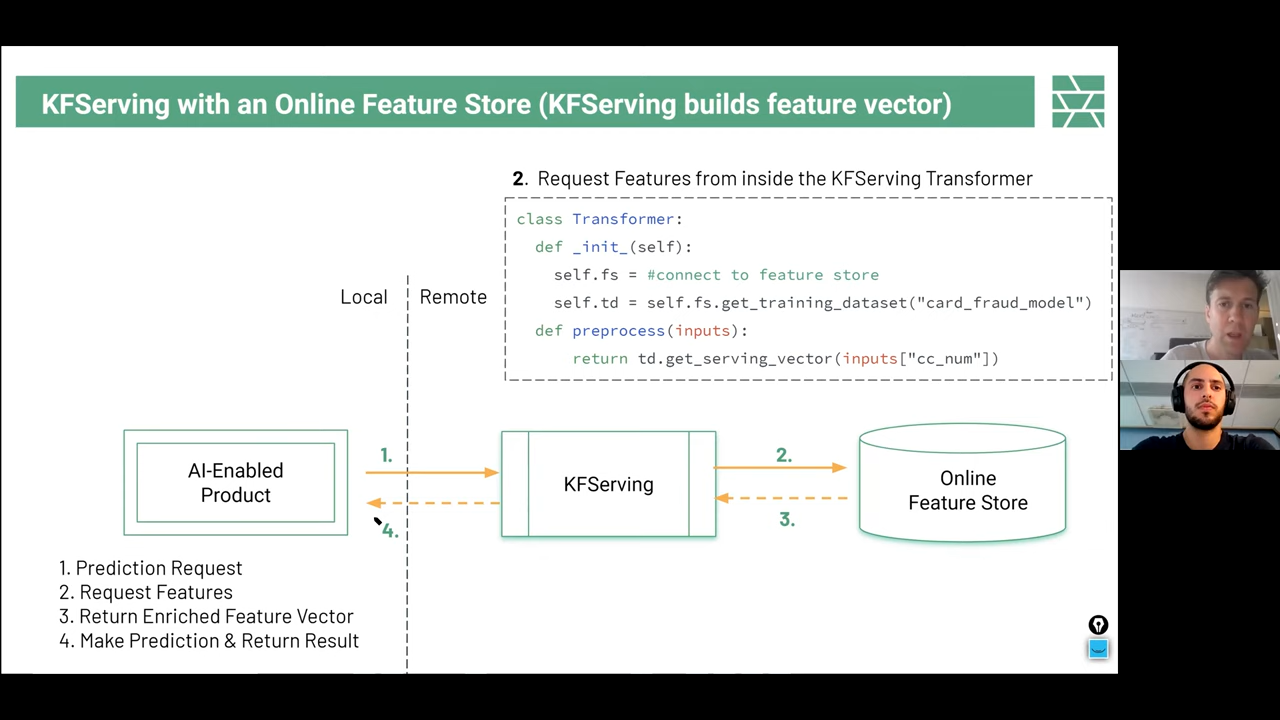 KFServing with an Online Feature Store (KFServing builds feature vector)
2. Request Features from inside the KFServing Transformer
class Transformer:
def _init_(self):
self.fs = #connect to feature store
self.td = self.fs.get_training_dataset("card_fraud_model")
def preprocess(inputs):
return td.get_serving_vector(inputs["cc_num"])
Local
Remote
AI-Enabled
Product
1.
4.
KFServing
2.
3.
Online
Feature Store
1. Prediction Request
2. Request Features
3. Return Enriched Feature Vector
4. Make Prediction & Return Result